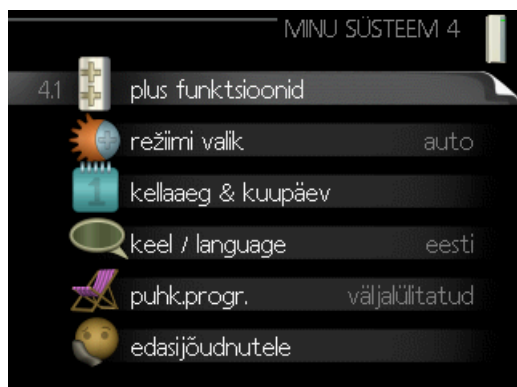 MINU SÜSTEEM 4
4.1 plus funktsioonid
režiimi valik auto
1 kellaaeg & kuupäev
keel / language eesti
puhk.progr. väljalülitatud
edasijõudnutele